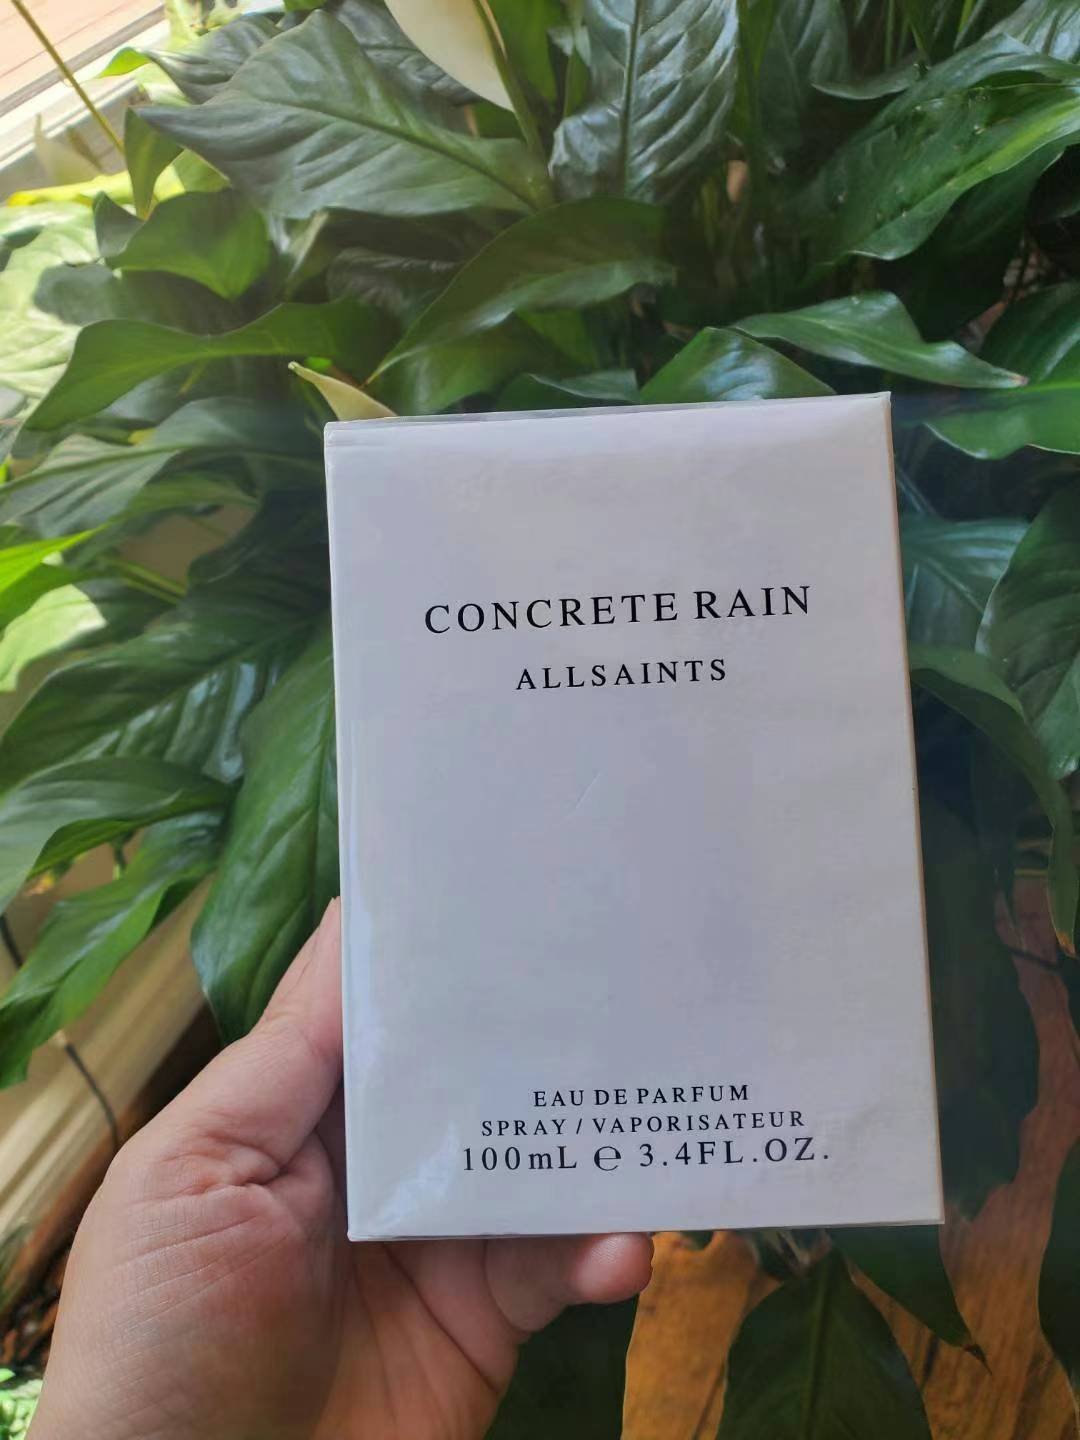 CONCRETE RAIN
ALLSAINTS
EAU DE PARFUM
SPRAY / VAPORISATEUR
100mL ℮ 3.4FL.OZ.